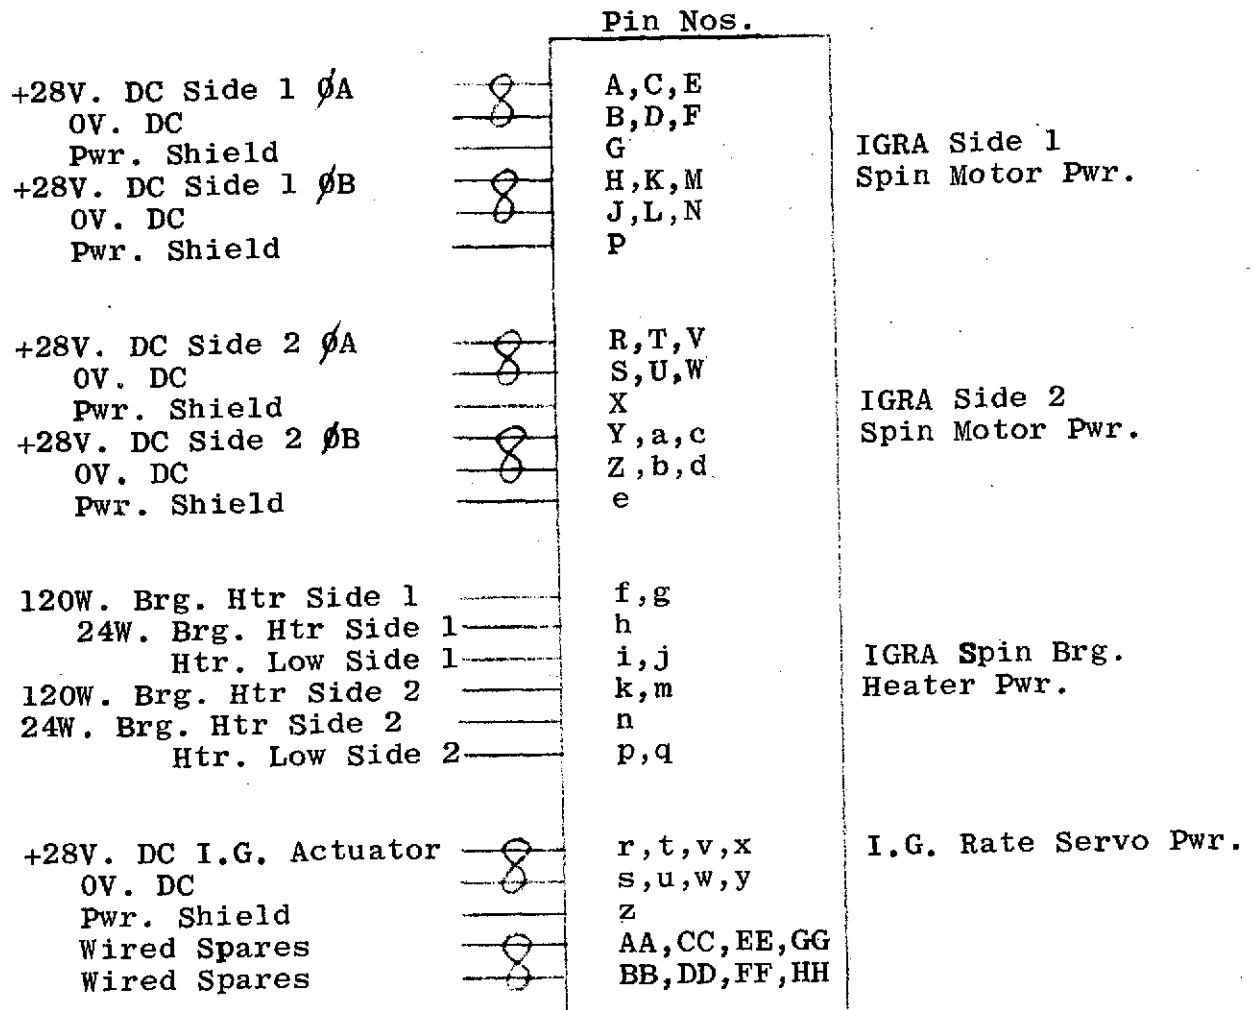 Pin Nos.
+28V. DC Side 1 ØA A,C,E
0V. DC B,D,F
Pwr. Shield G IGRA Side 1
+28V. DC Side 1 ØB H,K,M Spin Motor Pwr.
0V. DC J,L,N
Pwr. Shield P
+28V. DC Side 2 ØA R,T,V
0V. DC S,U,W
Pwr. Shield X IGRA Side 2
+28V. DC Side 2 ØB Y,a,c Spin Motor Pwr.
0V. DC Z,b,d
Pwr. Shield e
120W. Brg. Htr Side 1 f,g
24W. Brg. Htr Side 1 h
Htr. Low Side 1 i,j IGRA Spin Brg.
120W. Brg. Htr Side 2 k,m Heater Pwr.
24W. Brg. Htr Side 2 n
Htr. Low Side 2 p,q
+28V. DC I.G. Actuator r,t,v,x I.G. Rate Servo Pwr.
0V. DC s,u,w,y
Pwr. Shield z
Wired Spares AA,CC,EE,GG
Wired Spares BB,DD,FF,HH